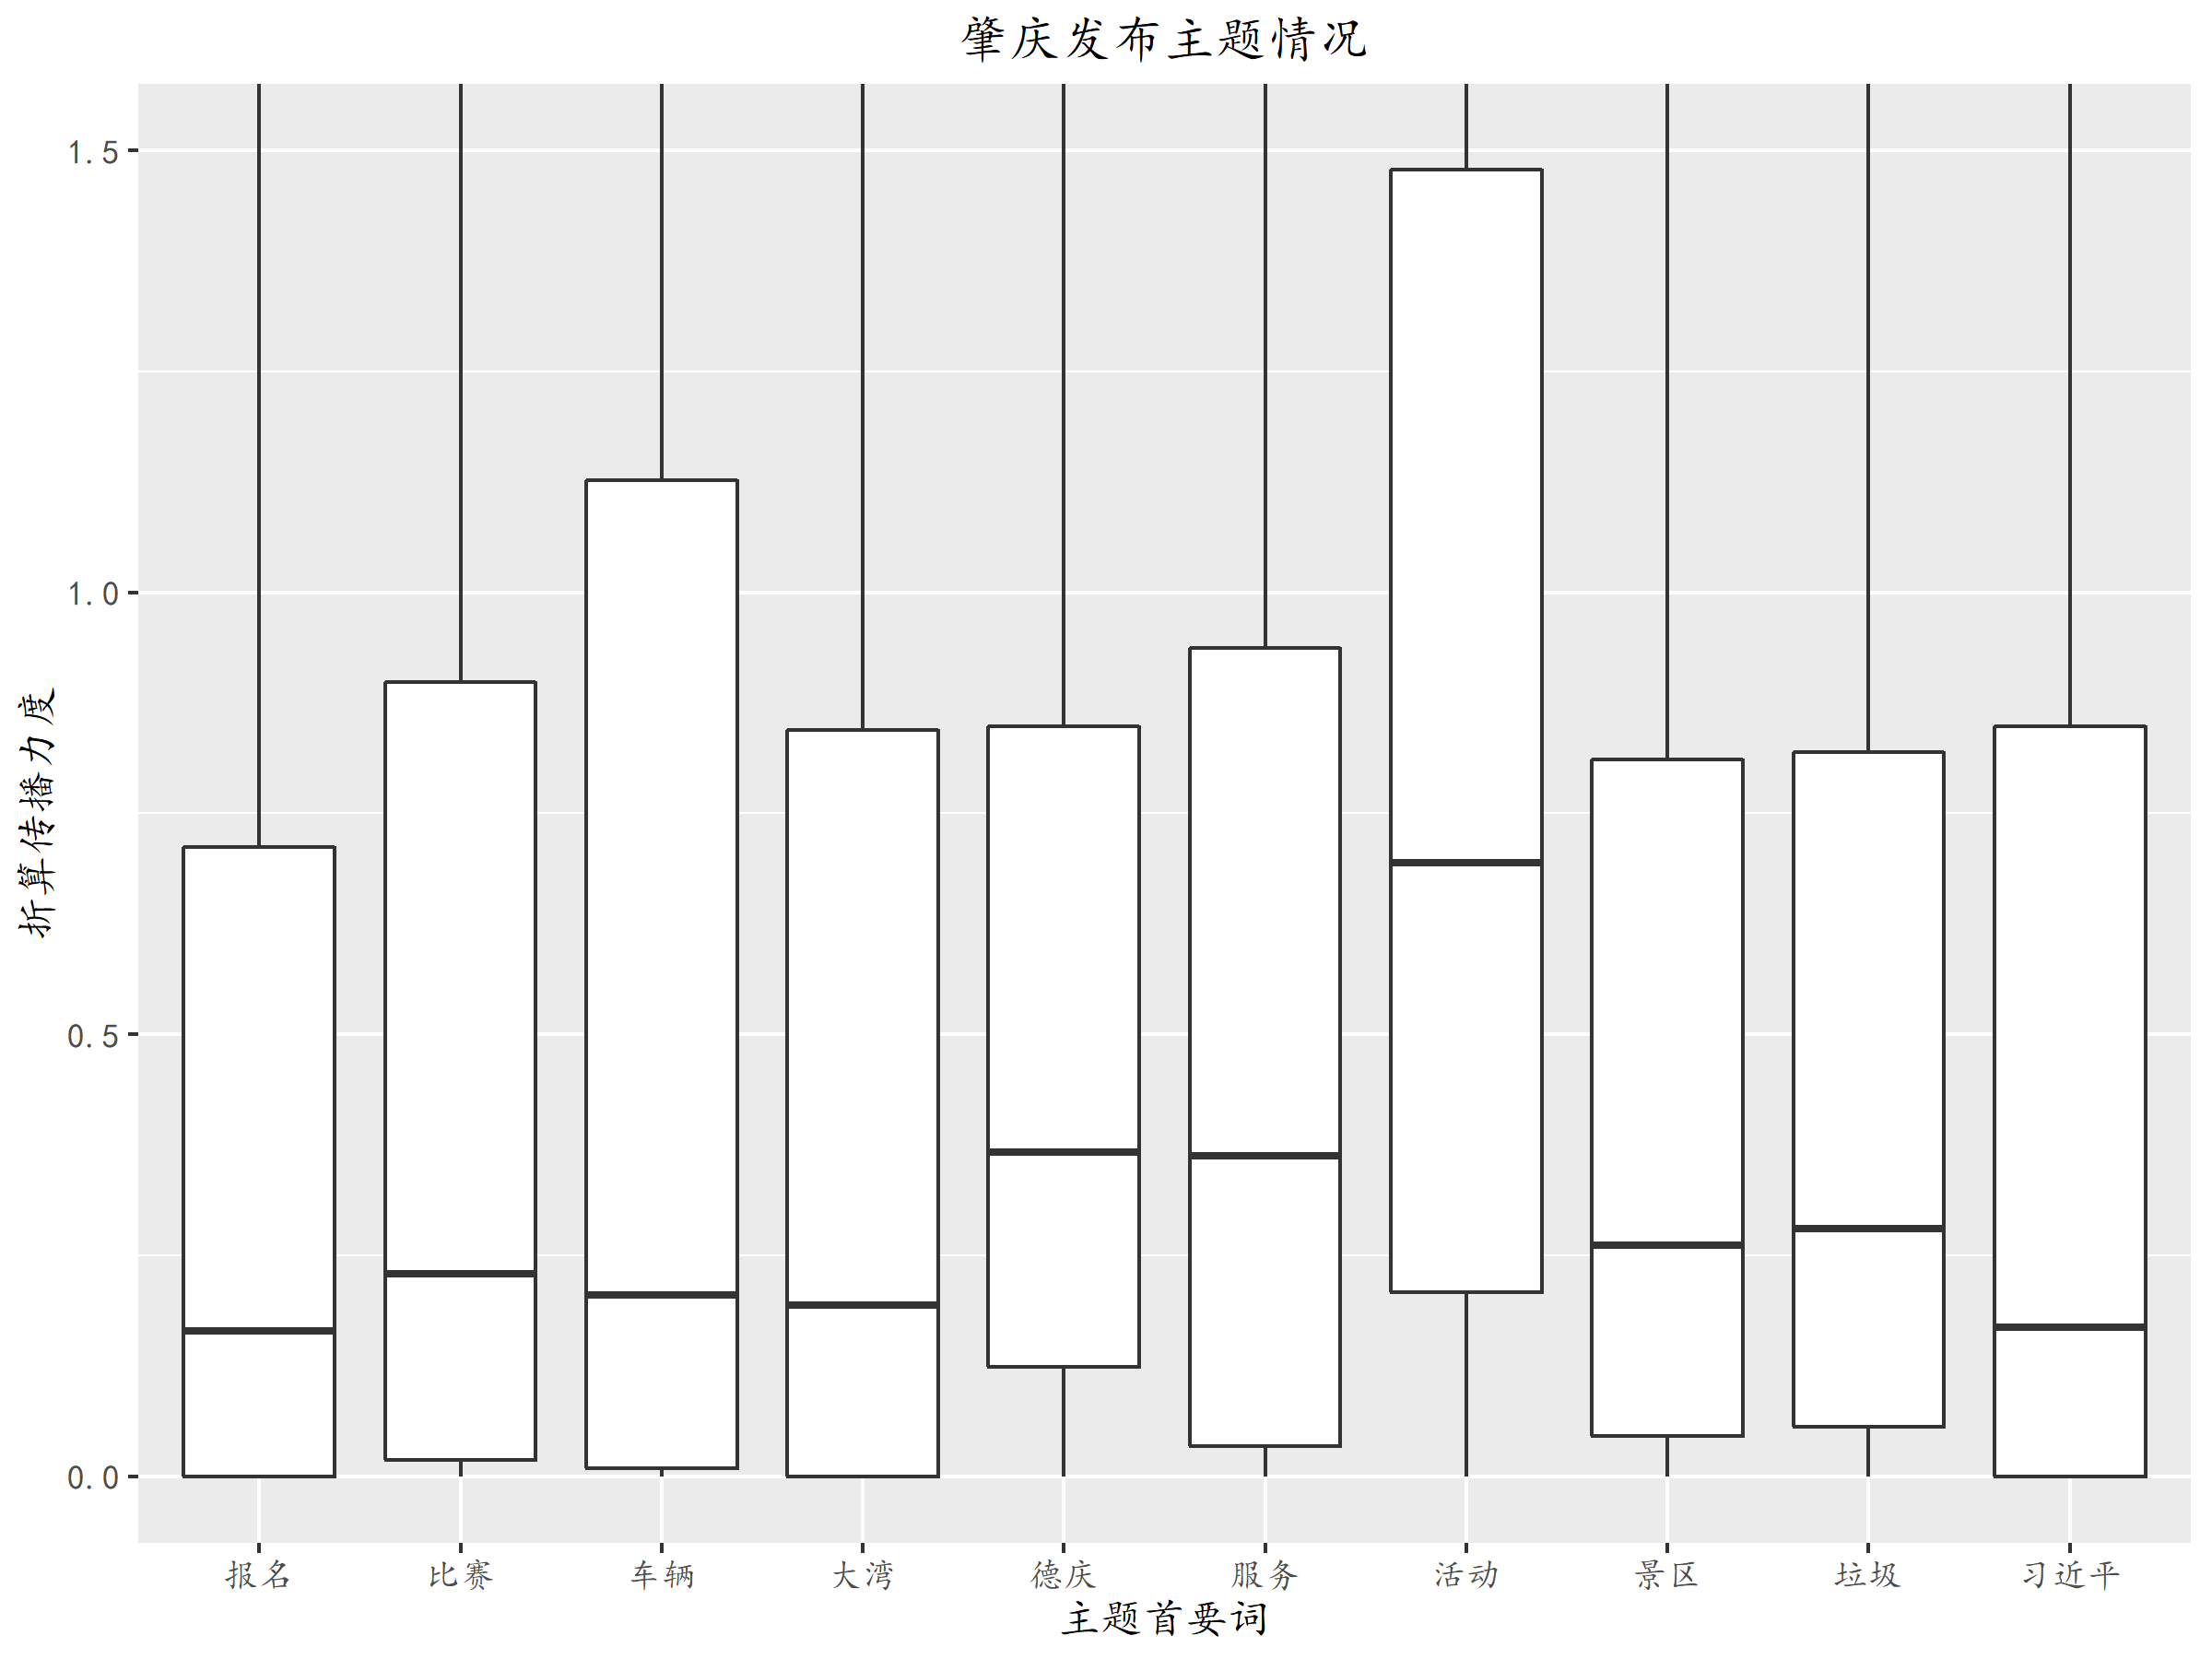 肇庆发布主题情况
折算传播力度
1.5
1.0
0.5
0.0
报名 比赛 车辆 大湾 德庆 服务 活动 景区 垃圾 习近平
主题首要词